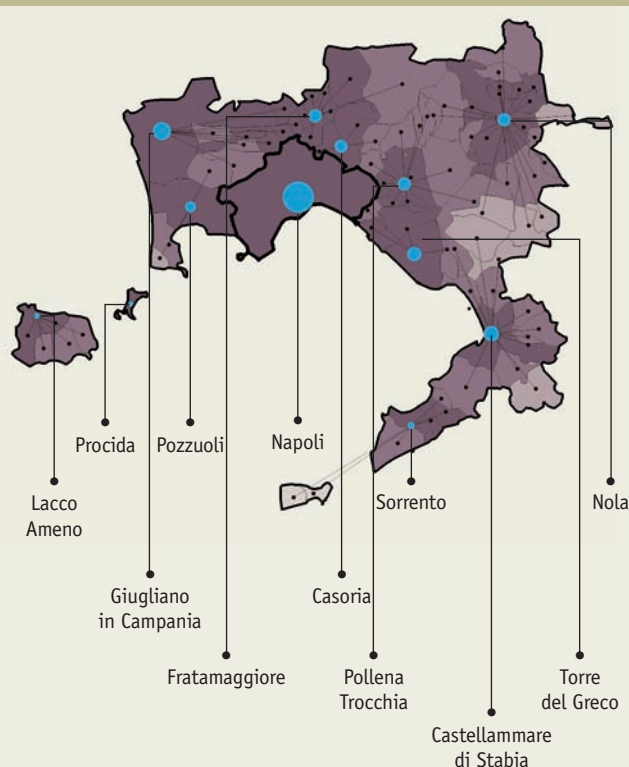 Procida
Pozzuoli
Napoli
Lacco
Ameno
Sorrento
Nola
Giugliano
in Campania
Casoria
Fratamaggiore
Pollena
Trocchia
Torre
del Greco
Castellammare
di Stabia